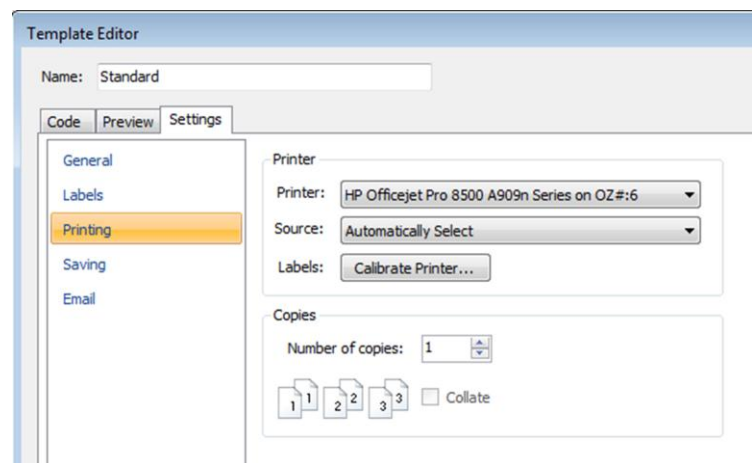 Template Editor
Name: Standard
Code Preview Settings
General
Labels
Printing
Saving
Email
Printer
Printer: HP Officejet Pro 8500 A909n Series on OZ#:6
Source: Automatically Select
Labels: Calibrate Printer...
Copies
Number of copies: 1
1 1 2 2 3 3 Collate